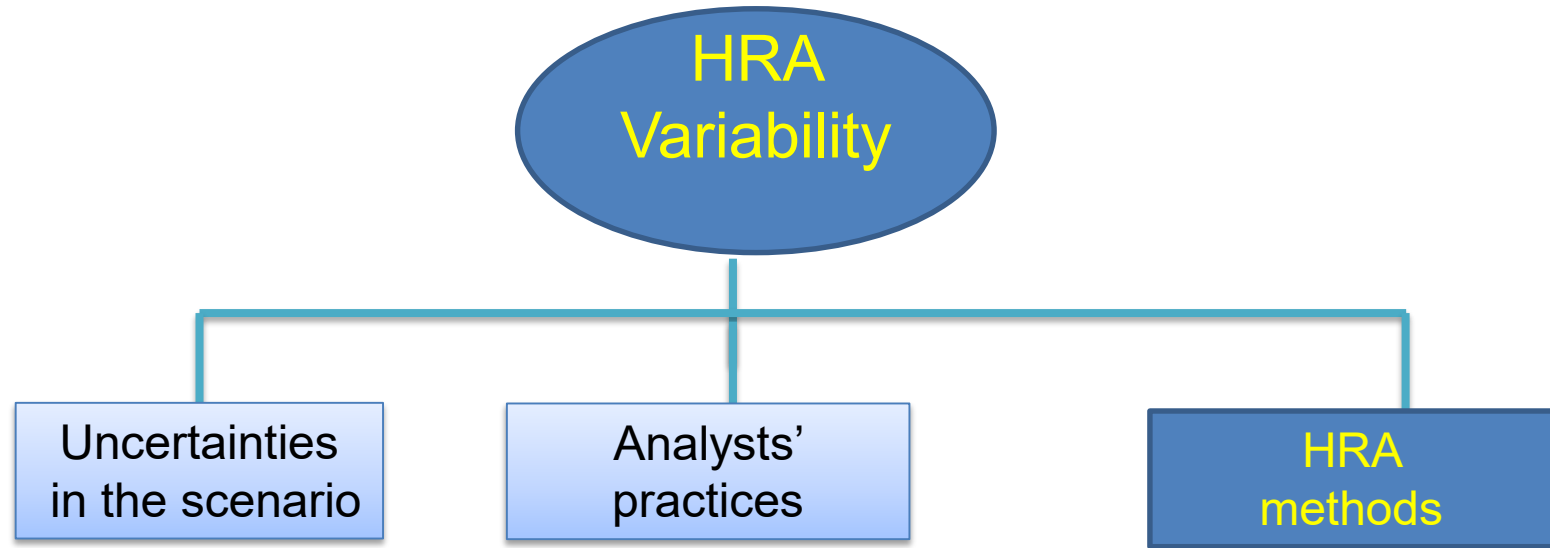 HRA
Variability
Uncertainties
in the scenario
Analysts’
practices
HRA
methods